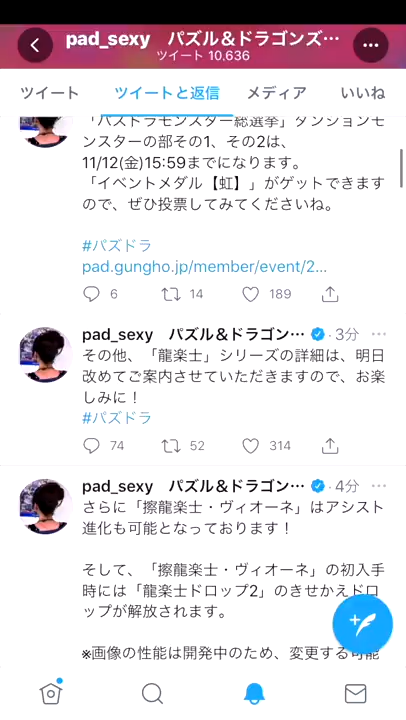 pad_sexy　パズル＆ドラゴンズ…
ツイート 10,636
ツイート
ツイートと返信
メディア
いいね
「パズドラモンスター総選挙」ダンジョンモ
ンスターの部その1、その2は、
11/12(金)15:59までになります。
「イベントメダル【虹】」がゲットできます
ので、ぜひ投票してみてくださいね。
#パズドラ
pad.gungho.jp/member/event/2…
6 14 189
pad_sexy　パズル＆ドラゴン… · 3分
その他、「龍楽士」シリーズの詳細は、明日
改めてご案内させていただきますので、お楽
しみに！
#パズドラ
74 52 314
pad_sexy　パズル＆ドラゴン… · 4分
さらに「擦龍楽士・ヴィオーネ」はアシスト
進化も可能となっております！
そして、「擦龍楽士・ヴィオーネ」の初入手
時には「龍楽士ドロップ2」のきせかえドロ
ップが解放されます。
※画像の性能は開発中のため、変更する可能